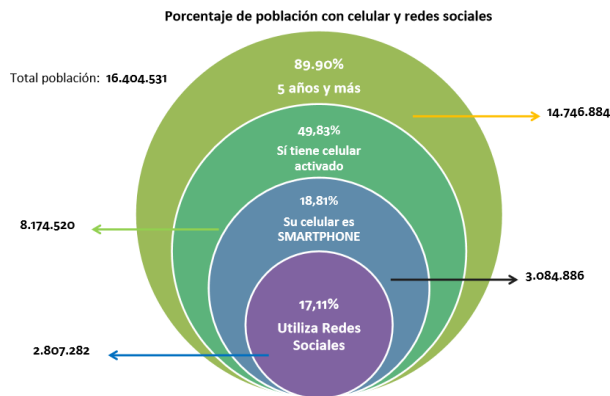 Porcentaje de población con celular y redes sociales
Total población: 16.404.531
89.90%
5 años y más
14.746.884
49,83%
Sí tiene celular
activado
8.174.520
18,81%
Su celular es
SMARTPHONE
3.084.886
17,11%
Utiliza Redes
Sociales
2.807.282